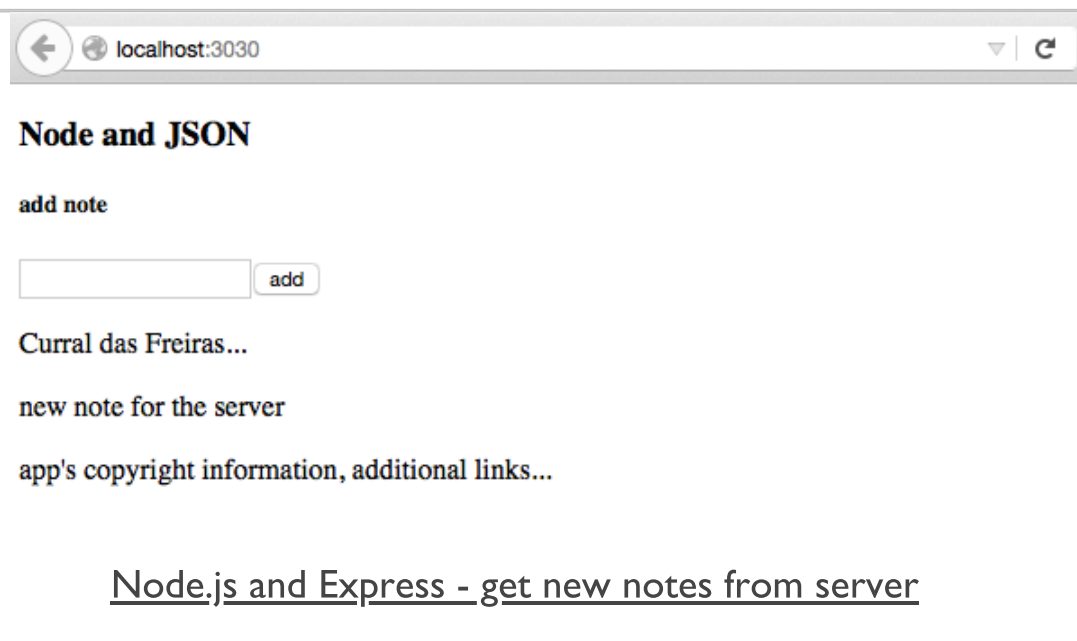 localhost:3030
Node and JSON
add note
add
Curral das Freiras...
new note for the server
app's copyright information, additional links...
Node.js and Express - get new notes from server